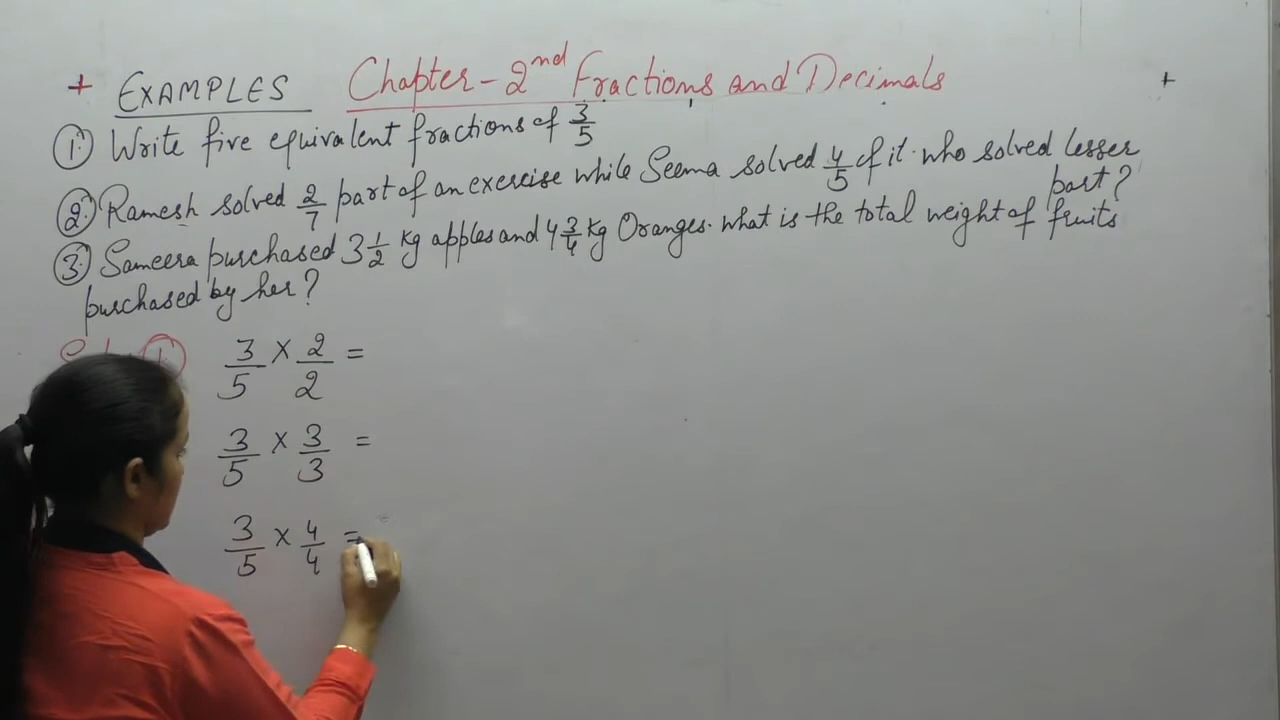 + EXAMPLES Chapter - 2nd Fractions and Decimals +
① Write five equivalent fractions of 3/5
② Ramesh solved 2/7 part of an exercise while Seema solved 4/5 of it. who solved lesser part?
③ Sameera purchased 3 1/2 kg apples and 4 3/4 kg Oranges. what is the total weight of fruits
purchased by her?
① 3/5 × 2/2 =
3/5 × 3/3 =
3/5 × 4/4 =